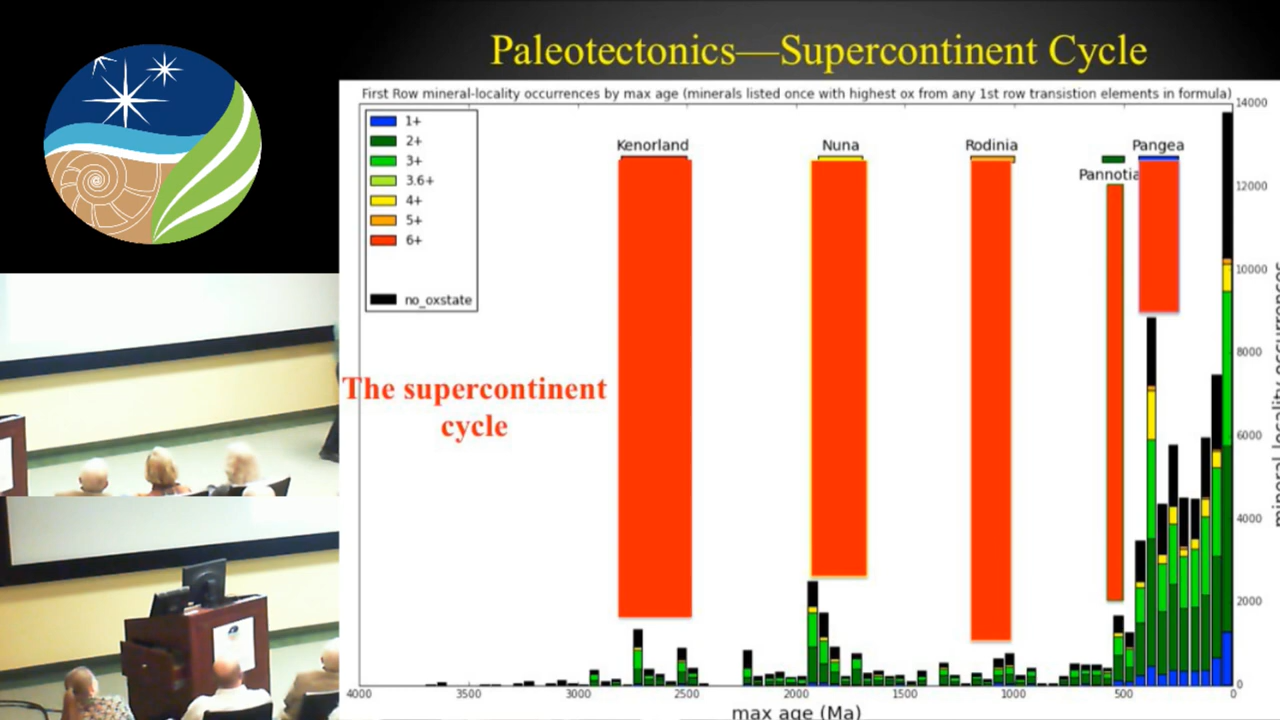 Paleotectonics—Supercontinent Cycle
First Row mineral-locality occurrences by max age (minerals listed once with highest ox from any 1st row transistion elements in formula)
1+
2+
3+
3.6+
4+
5+
6+
no_oxstate
Kenorland
Nuna
Rodinia
Pangea
Pannotia
The supercontinent
cycle
14000
12000
10000
8000
6000
4000
2000
0
mineral-locality occurrences
4000 3500 3000 2500 2000 1500 1000 500 0
max age (Ma)